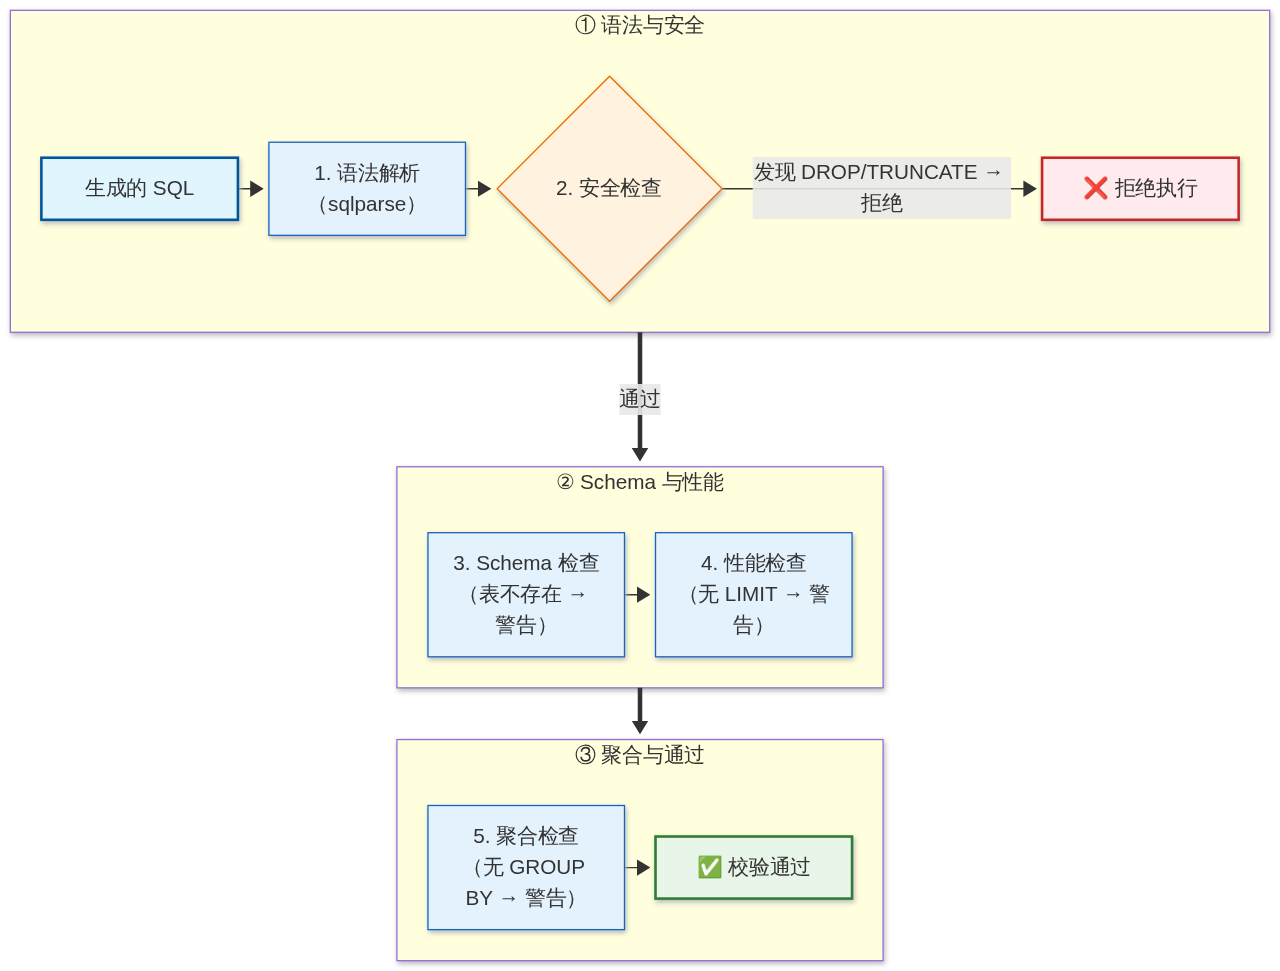 ① 语法与安全
生成的 SQL
1. 语法解析
（sqlparse）
2. 安全检查
发现 DROP/TRUNCATE →
拒绝
❌ 拒绝执行
通过
② Schema 与性能
3. Schema 检查
（表不存在 →
警告）
4. 性能检查
（无 LIMIT → 警
告）
③ 聚合与通过
5. 聚合检查
（无 GROUP
BY → 警告）
✅ 校验通过